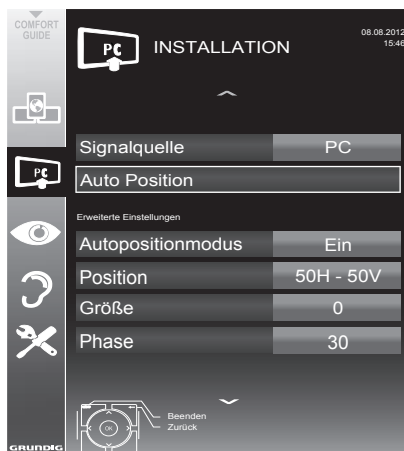 COMFORT
GUIDE
PC INSTALLATION
08.08.2012
15:46
Signalquelle PC
PC
Auto Position
Erweiterte Einstellungen
Autopositionmodus Ein
Position 50H - 50V
Größe 0
Phase 30
Beenden
Zurück
OK
GRUNDIG